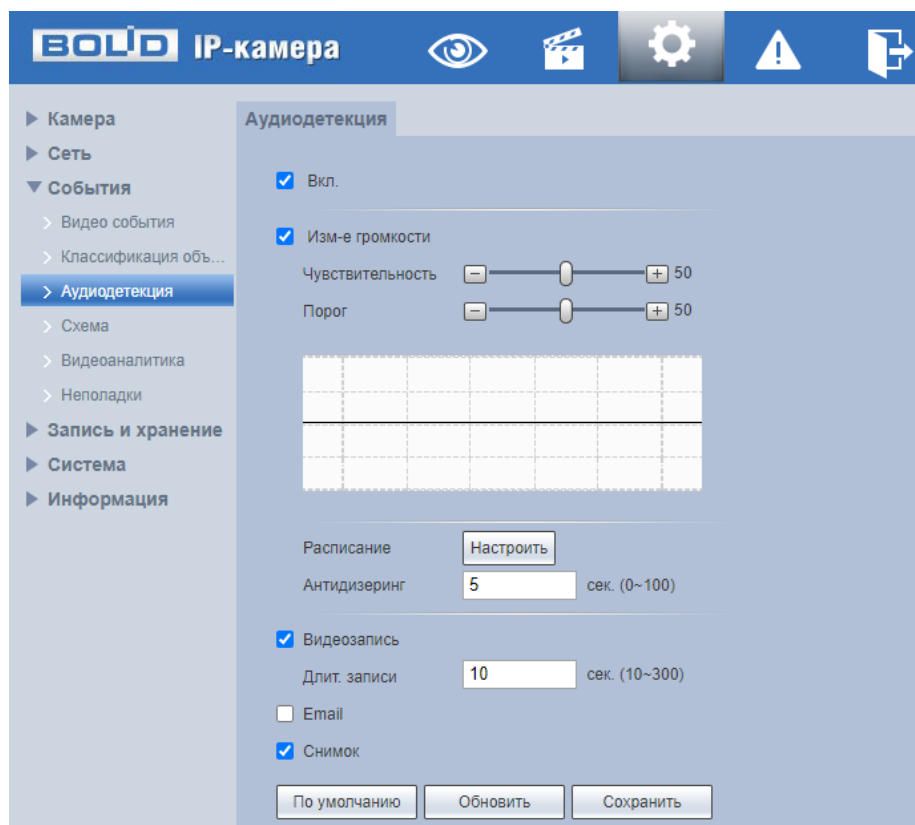 BOLID IP-камера
Камера
Сеть
События
Видео события
Классификация объ...
Аудиодетекция
Схема
Видеоаналитика
Неполадки
Запись и хранение
Система
Информация
Аудиодетекция
Вкл.
Изм-е громкости
Чувствительность 50
Порог 50
Расписание Настроить
Антидизеринг 5 сек. (0~100)
Видеозапись
Длит. записи 10 сек. (10~300)
Email
Снимок
По умолчанию Обновить Сохранить